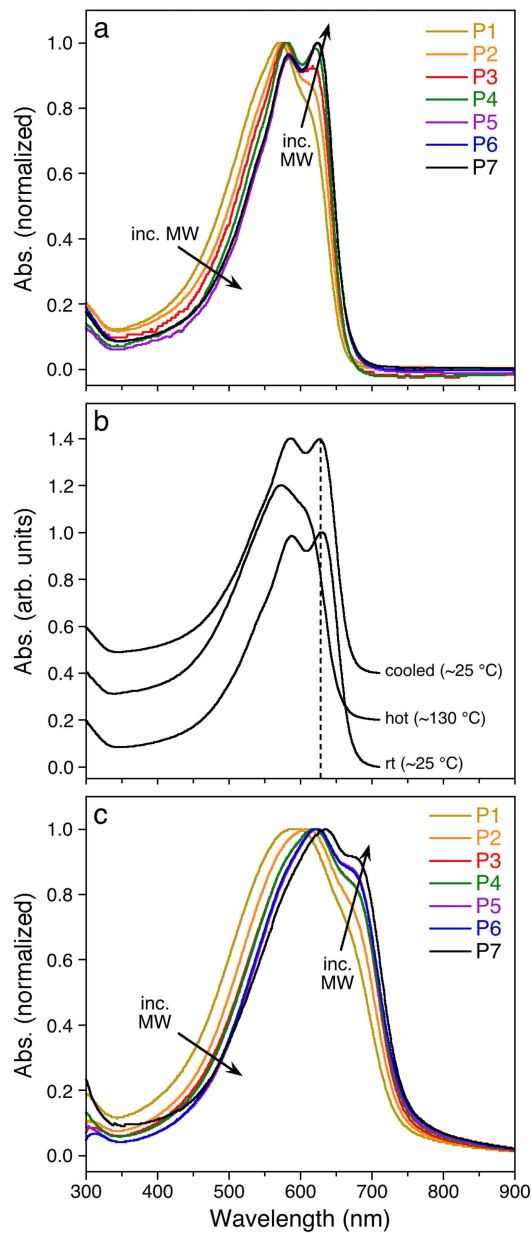 a
P1
P2
P3
P4
P5
P6
P7
inc.
MW
inc. MW
Abs. (normalized)
1.0
0.8
0.6
0.4
0.2
0.0
b
Abs. (arb. units)
1.4
1.2
1.0
0.8
0.6
0.4
0.2
0.0
cooled (~25 °C)
hot (~130 °C)
rt (~25 °C)
c
P1
P2
P3
P4
P5
P6
P7
inc.
MW
inc.
MW
Abs. (normalized)
1.0
0.8
0.6
0.4
0.2
0.0
300 400 500 600 700 800 900
Wavelength (nm)